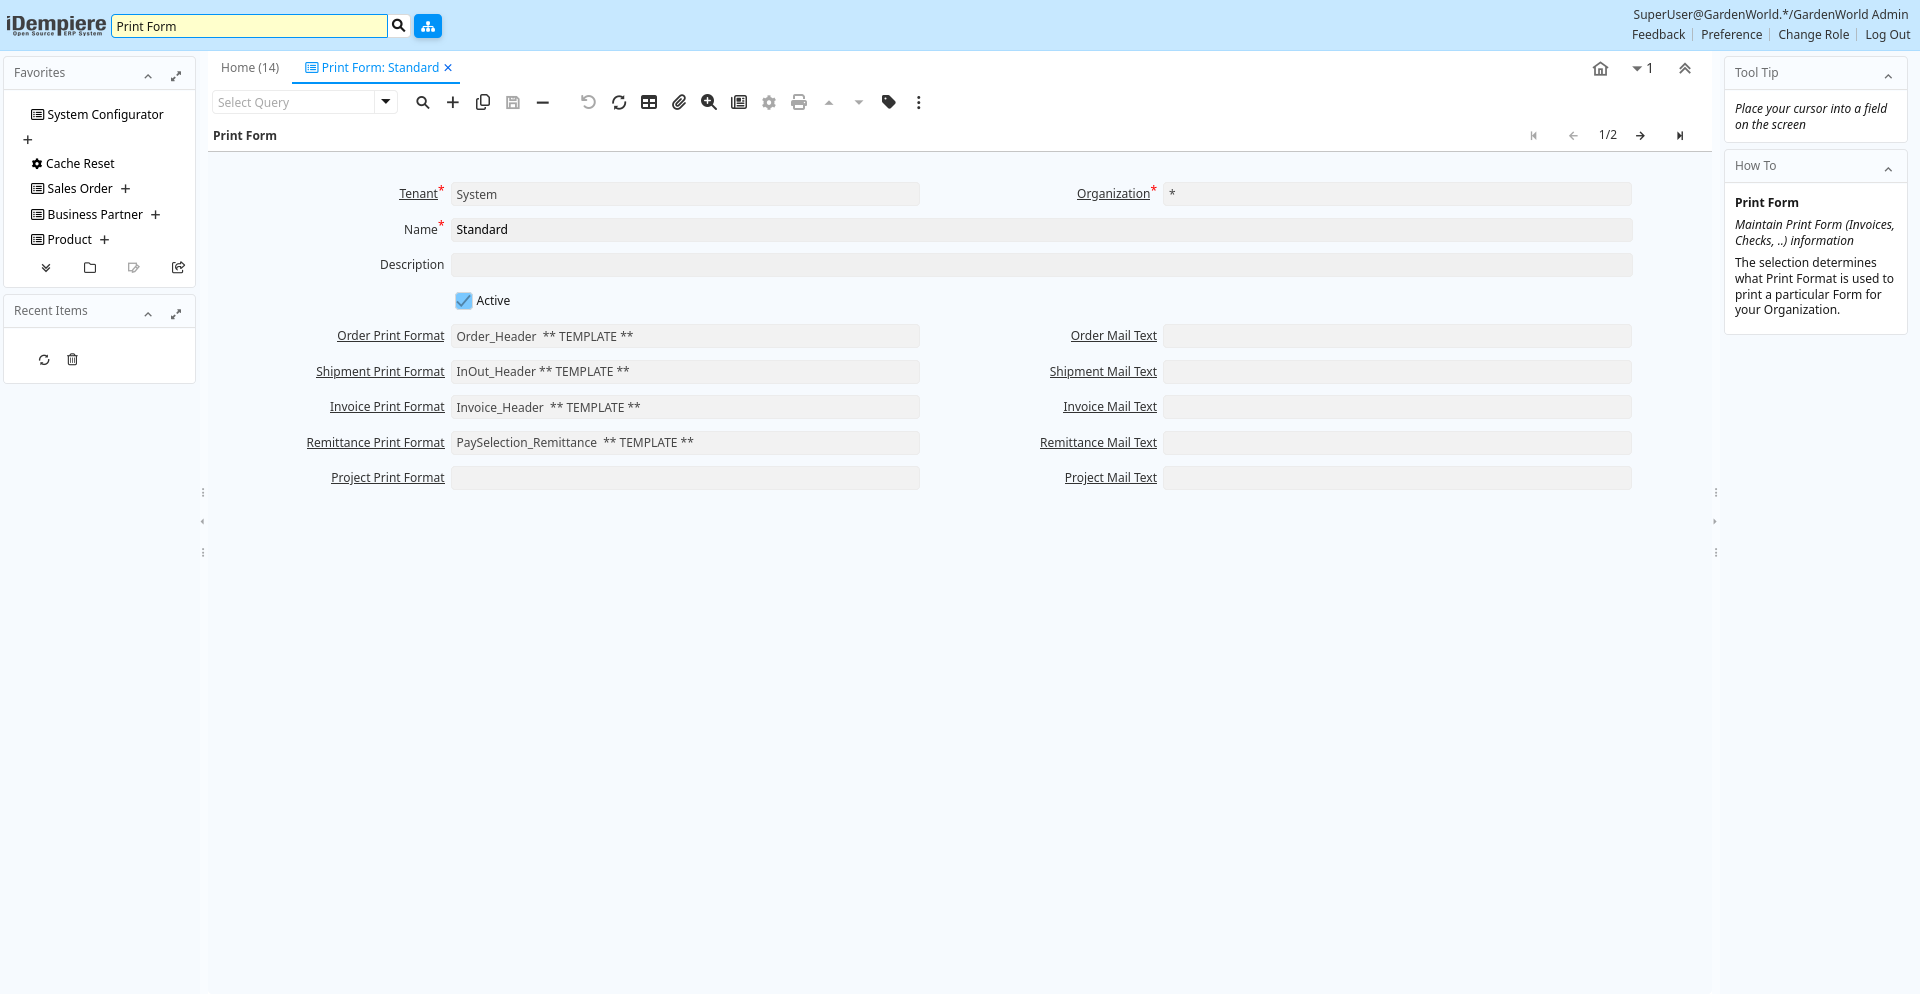 iDempiere
Open Source ERP System
Print Form
SuperUser@GardenWorld.*/GardenWorld Admin
Feedback
Preference
Change Role
Log Out
Favorites
System Configurator
Cache Reset
Sales Order
Business Partner
Product
Recent Items
Home (14)
Print Form: Standard
1
Select Query
Print Form
1/2
Tenant*
System
Organization*
*
Name*
Standard
Description
Active
Order Print Format
Order_Header  ** TEMPLATE **
Order Mail Text
Shipment Print Format
InOut_Header ** TEMPLATE **
Shipment Mail Text
Invoice Print Format
Invoice_Header  ** TEMPLATE **
Invoice Mail Text
Remittance Print Format
PaySelection_Remittance  ** TEMPLATE **
Remittance Mail Text
Project Print Format
Project Mail Text
Tool Tip
Place your cursor into a field
on the screen
How To
Print Form
Maintain Print Form (Invoices,
Checks, ..) information
The selection determines
what Print Format is used to
print a particular Form for
your Organization.